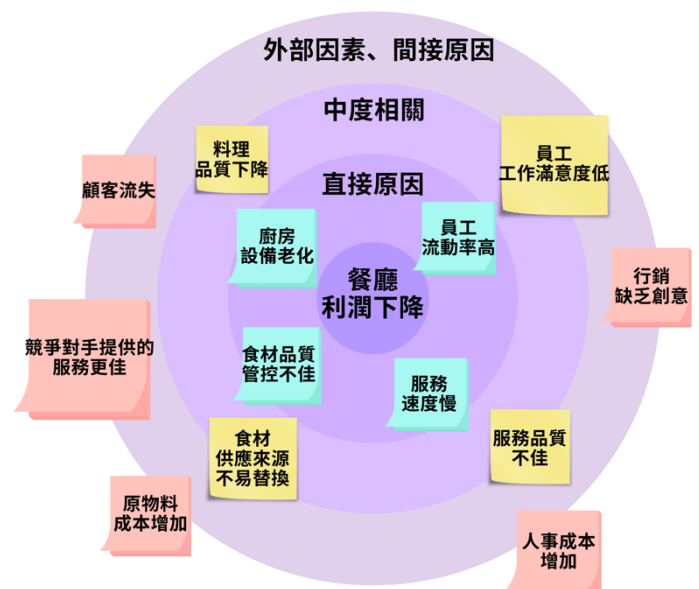 外部因素、間接原因
中度相關
直接原因
餐廳
利潤下降
料理
品質下降
員工
工作滿意度低
顧客流失
廚房
設備老化
員工
流動率高
行銷
缺乏創意
競爭對手提供的
服務更佳
食材品質
管控不佳
服務
速度慢
食材
供應來源
不易替換
服務品質
不佳
原物料
成本增加
人事成本
增加